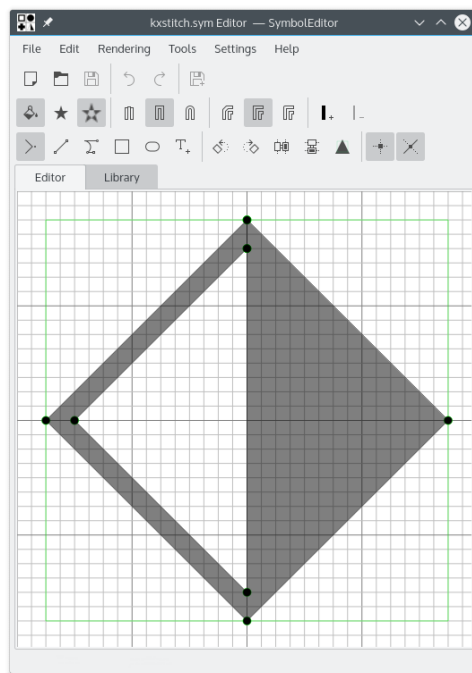 kxstitch.sym Editor — SymbolEditor
File Edit Rendering Tools Settings Help
Editor Library